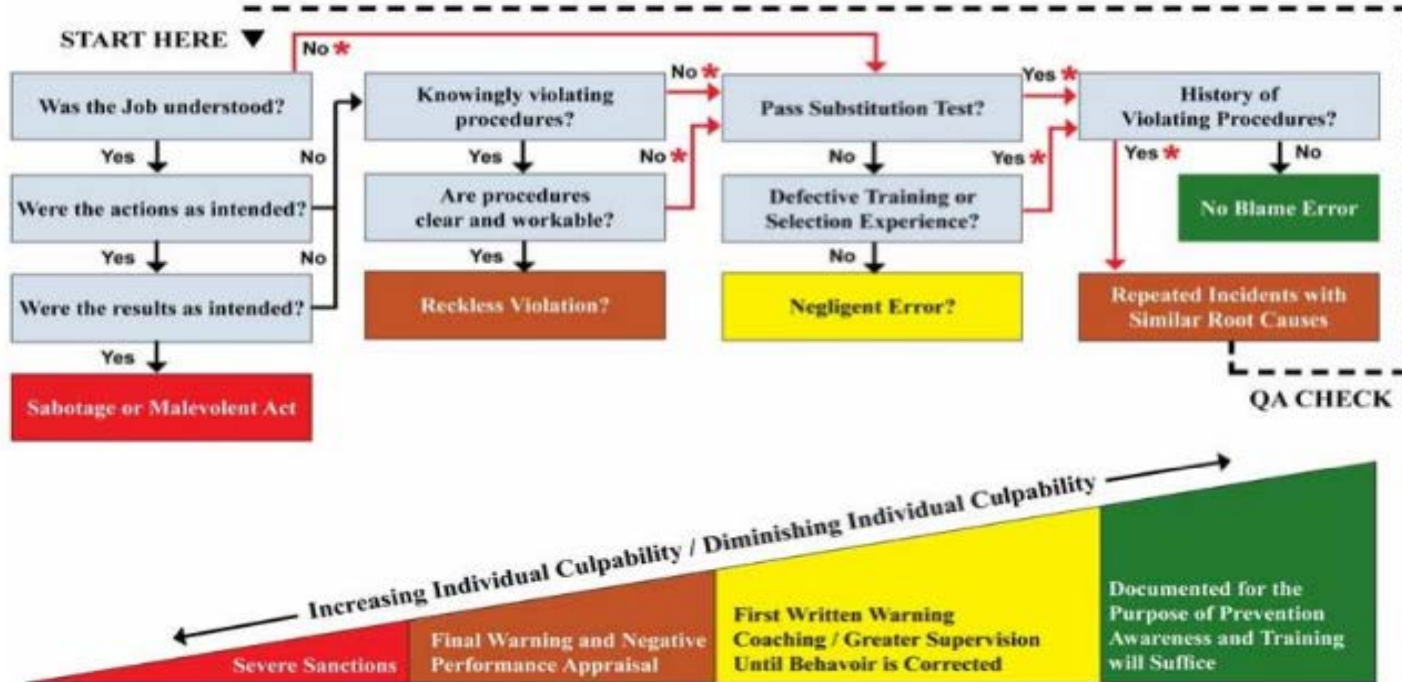 START HERE
No *
Was the Job understood?
Yes
No
Were the actions as intended?
Yes
No
Were the results as intended?
Yes
Sabotage or Malevolent Act
Knowingly violating
procedures?
No *
Yes
No *
Are procedures
clear and workable?
Yes
Reckless Violation?
Pass Substitution Test?
Yes *
No
Yes *
Defective Training or
Selection Experience?
No
Negligent Error?
History of
Violating Procedures?
Yes *
No
No Blame Error
Repeated Incidents with
Similar Root Causes
QA CHECK
Increasing Individual Culpability / Diminishing Individual Culpability
Severe Sanctions
Final Warning and Negative
Performance Appraisal
First Written Warning
Coaching / Greater Supervision
Until Behavoir is Corrected
Documented for the
Purpose of Prevention
Awareness and Training
will Suffice